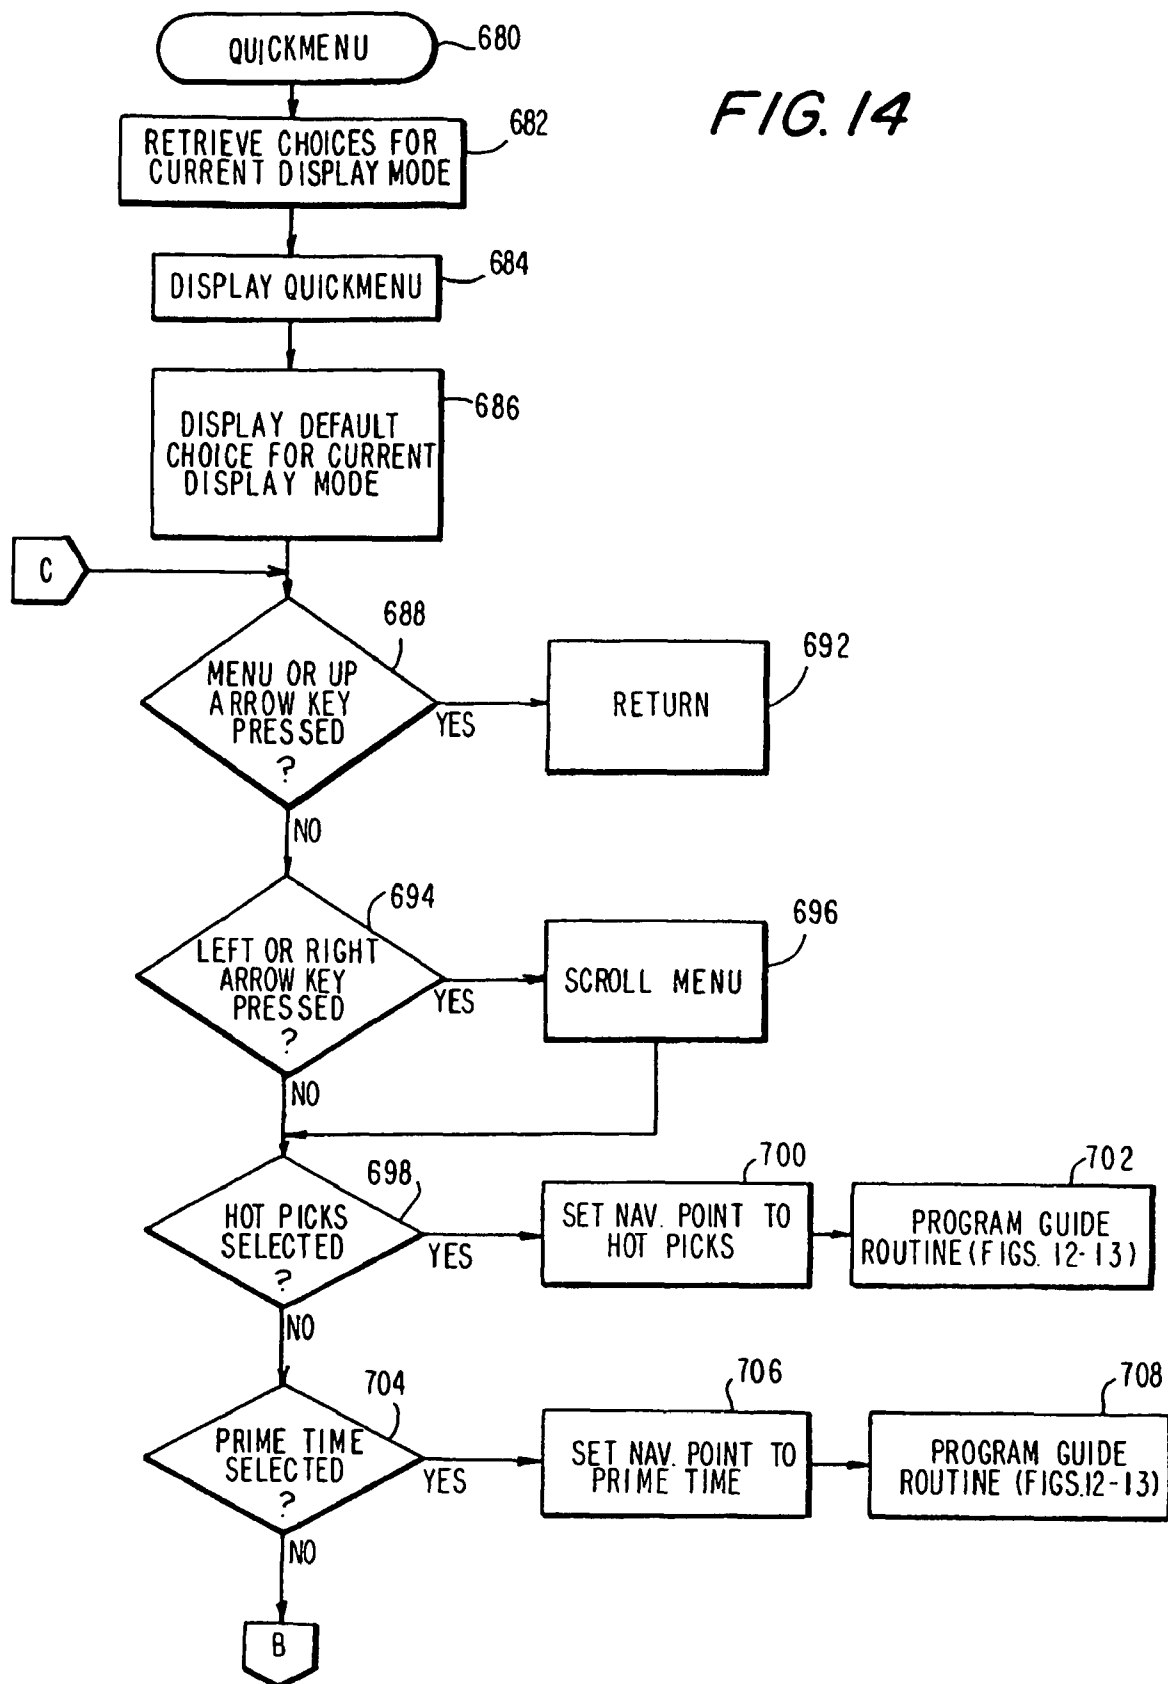 QUICKMENU
680
FIG. 14
RETRIEVE CHOICES FOR
CURRENT DISPLAY MODE
682
DISPLAY QUICKMENU
684
DISPLAY DEFAULT
CHOICE FOR CURRENT
DISPLAY MODE
686
C
MENU OR UP
ARROW KEY
PRESSED
?
688
YES
RETURN
692
NO
LEFT OR RIGHT
ARROW KEY
PRESSED
?
694
YES
SCROLL MENU
696
NO
HOT PICKS
SELECTED
?
698
YES
SET NAV. POINT TO
HOT PICKS
700
PROGRAM GUIDE
ROUTINE (FIGS. 12-13)
702
NO
PRIME TIME
SELECTED
?
704
YES
SET NAV. POINT TO
PRIME TIME
706
PROGRAM GUIDE
ROUTINE (FIGS.12-13)
708
NO
B